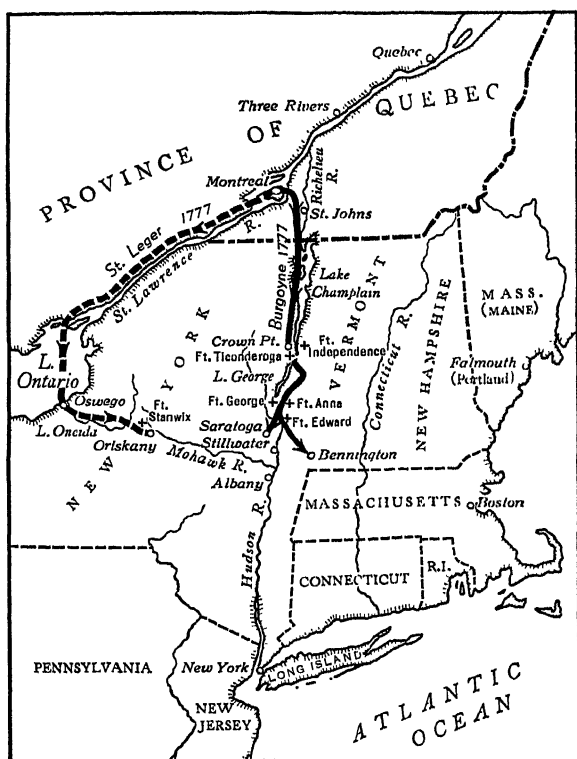 Quebec
QUEBEC
Three Rivers
OF
PROVINCE
Montreal
Richelieu
R.
St. Johns
St. Leger 1777
R.
St. Lawrence
Burgoyne 1777
Lake
Champlain
VERMONT
Connecticut R.
NEW HAMPSHIRE
MASS.
(MAINE)
Crown Pt.
Ft.
Independence
Ft. Ticonderoga
L. George
Falmouth
(Portland)
L.
Ontario
Oswego
Ft.
Stanwix
YORK
Ft. George
Ft. Anna
Ft. Edward
Saratoga
Stillwater
L. Oneida
Oriskany
Mohawk R.
Bennington
NEW
Albany
MASSACHUSETTS
Boston
Hudson R.
CONNECTICUT
R.I.
PENNSYLVANIA
New York
LONG ISLAND
NEW
JERSEY
ATLANTIC
OCEAN